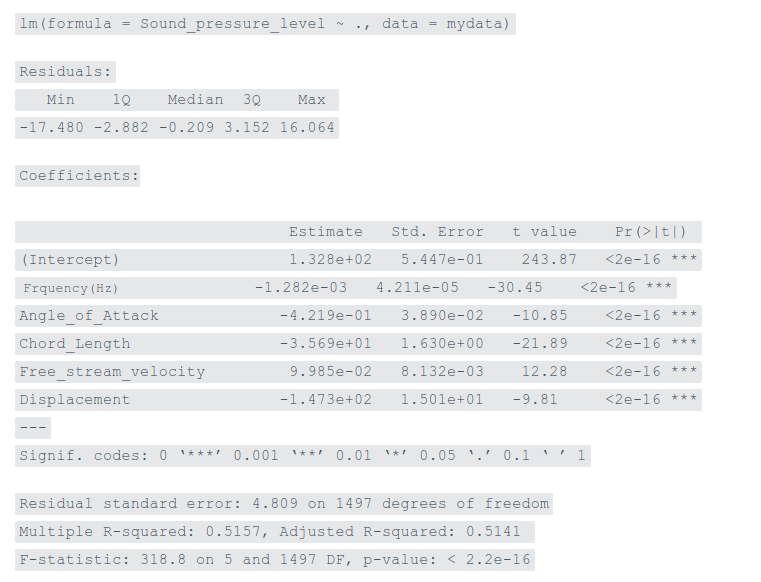 lm(formula = Sound_pressure_level ~ ., data = mydata)
Residuals:
Min 1Q Median 3Q Max
-17.480 -2.882 -0.209 3.152 16.064
Coefficients:
Estimate Std. Error t value Pr(>|t|)
(Intercept) 1.328e+02 5.447e-01 243.87 <2e-16 ***
Frquency(Hz) -1.282e-03 4.211e-05 -30.45 <2e-16 ***
Angle_of_Attack -4.219e-01 3.890e-02 -10.85 <2e-16 ***
Chord_Length -3.569e+01 1.630e+00 -21.89 <2e-16 ***
Free_stream_velocity 9.985e-02 8.132e-03 12.28 <2e-16 ***
Displacement -1.473e+02 1.501e+01 -9.81 <2e-16 ***
---
Signif. codes: 0 ‘***’ 0.001 ‘**’ 0.01 ‘*’ 0.05 ‘.’ 0.1 ‘ ’ 1
Residual standard error: 4.809 on 1497 degrees of freedom
Multiple R-squared: 0.5157, Adjusted R-squared: 0.5141
F-statistic: 318.8 on 5 and 1497 DF, p-value: < 2.2e-16